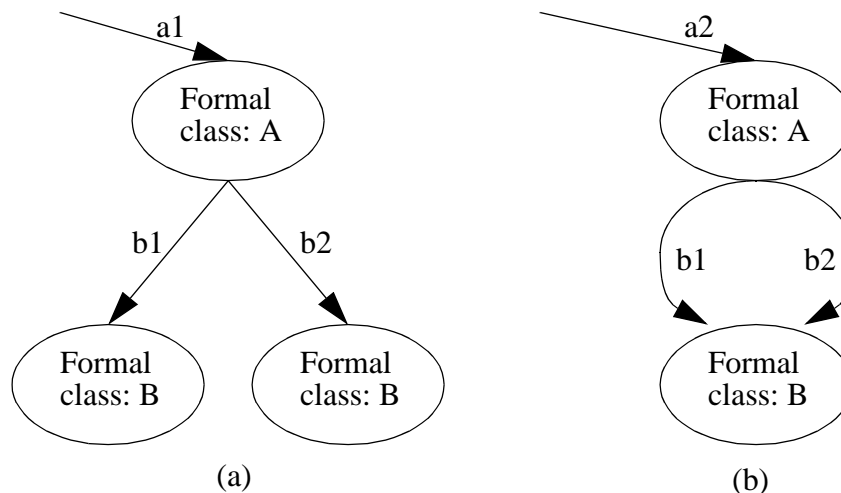 a1
Formal
class: A
b1
b2
Formal
class: B
Formal
class: B
(a)
a2
Formal
class: A
b1
b2
Formal
class: B
(b)